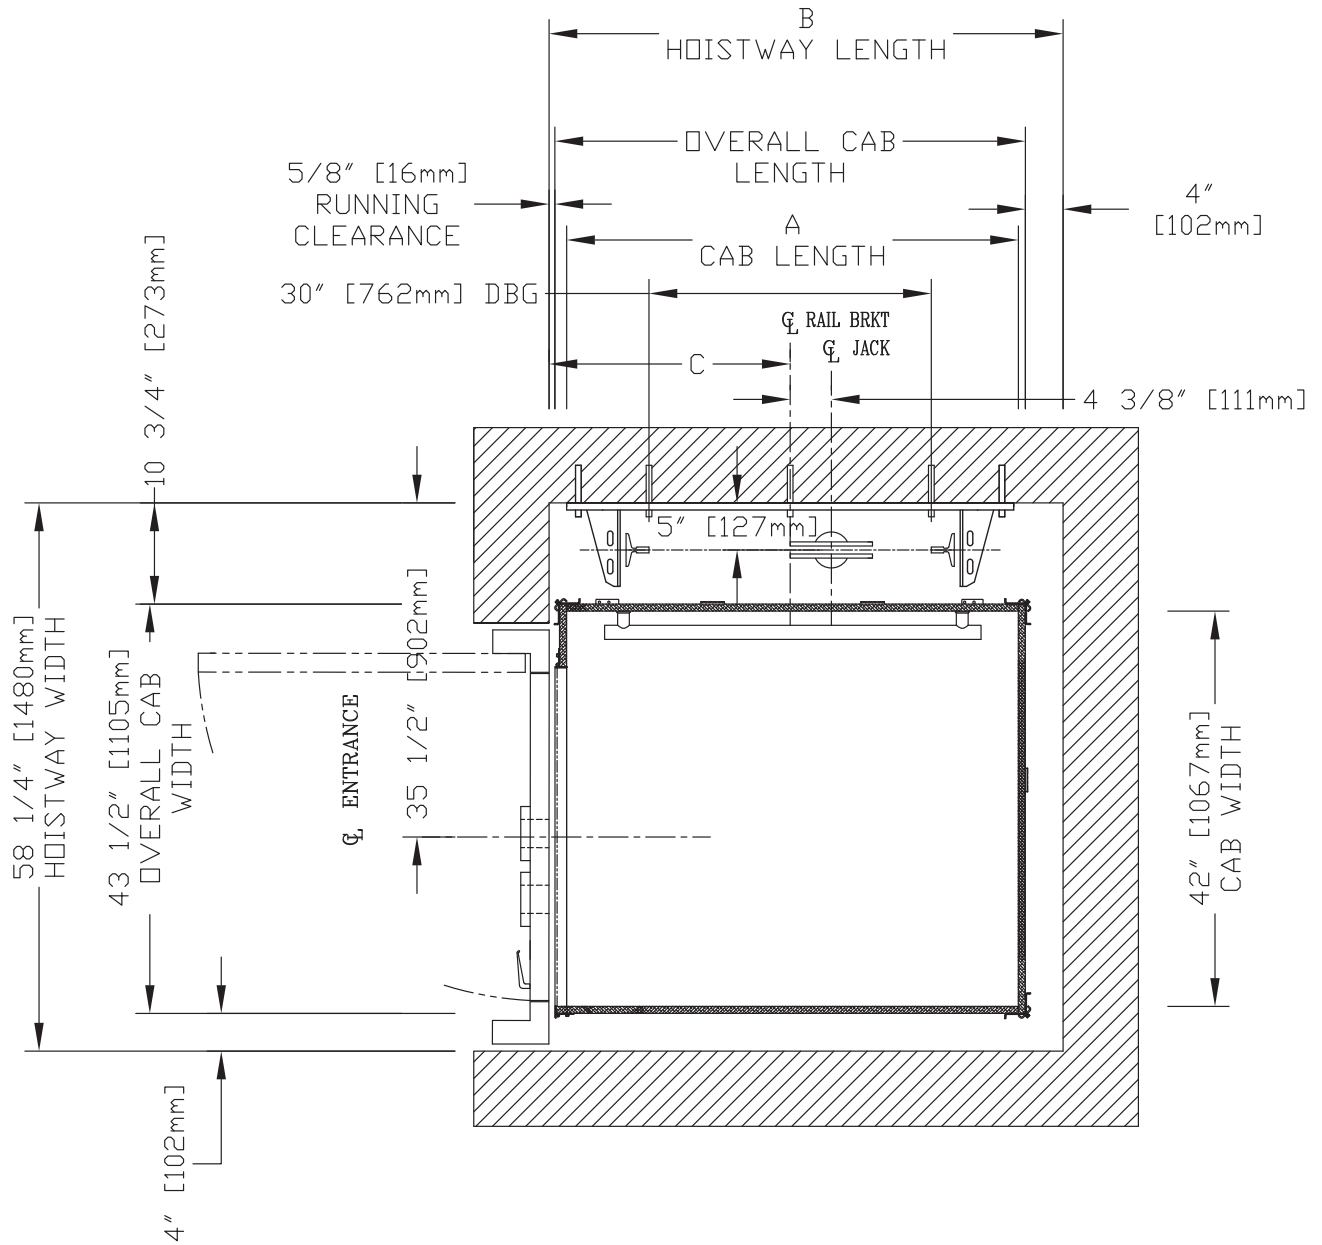 B
HOISTWAY LENGTH
OVERALL CAB
LENGTH
5/8" [16mm]
RUNNING
CLEARANCE
4"
[102mm]
A
CAB LENGTH
30" [762mm] DBG
℄ RAIL BRKT
℄ JACK
C
4 3/8" [111mm]
10 3/4" [273mm]
5" [127mm]
58 1/4" [1480mm]
HOISTWAY WIDTH
43 1/2" [1105mm]
OVERALL CAB
WIDTH
℄ ENTRANCE
35 1/2" [902mm]
42" [1067mm]
CAB WIDTH
4" [102mm]